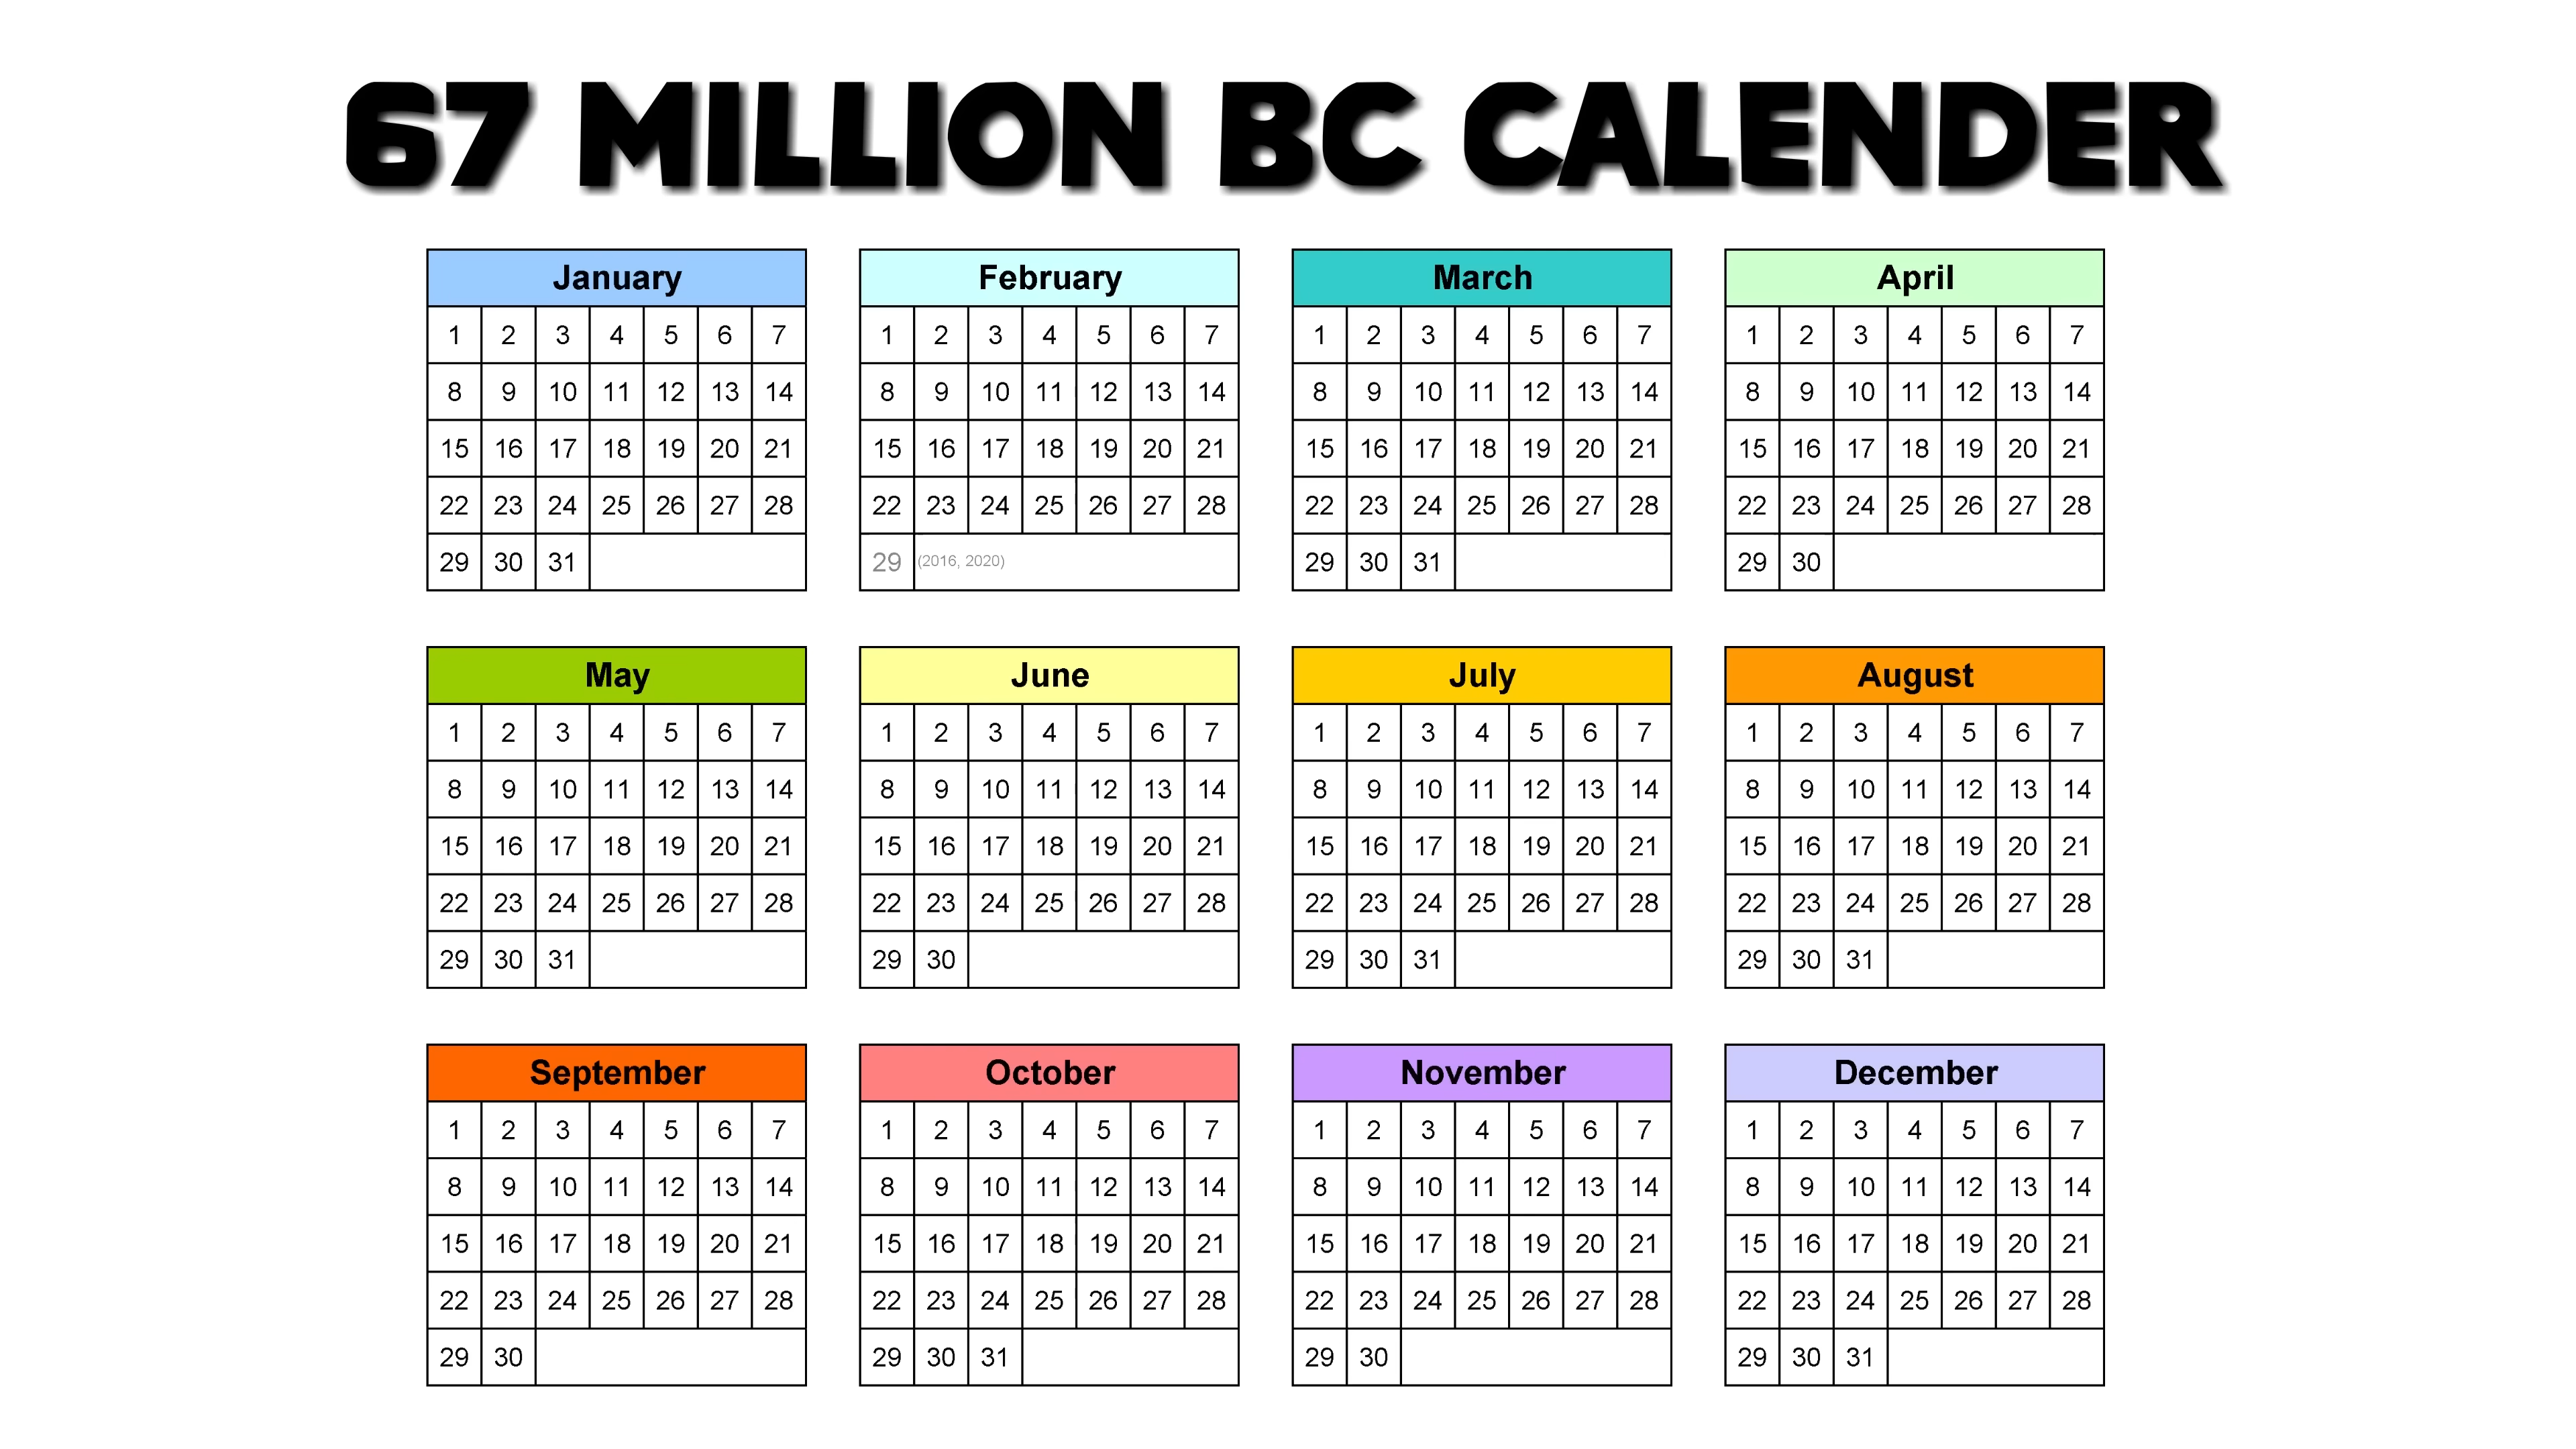 67 MILLION BC CALENDER
January February March April
1 2 3 4 5 6 7 1 2 3 4 5 6 7 1 2 3 4 5 6 7 1 2 3 4 5 6 7
8 9 10 11 12 13 14 8 9 10 11 12 13 14 8 9 10 11 12 13 14 8 9 10 11 12 13 14
15 16 17 18 19 20 21 15 16 17 18 19 20 21 15 16 17 18 19 20 21 15 16 17 18 19 20 21
22 23 24 25 26 27 28 22 23 24 25 26 27 28 22 23 24 25 26 27 28 22 23 24 25 26 27 28
29 30 31 29 (2016, 2020) 29 30 31 29 30
May June July August
1 2 3 4 5 6 7 1 2 3 4 5 6 7 1 2 3 4 5 6 7 1 2 3 4 5 6 7
8 9 10 11 12 13 14 8 9 10 11 12 13 14 8 9 10 11 12 13 14 8 9 10 11 12 13 14
15 16 17 18 19 20 21 15 16 17 18 19 20 21 15 16 17 18 19 20 21 15 16 17 18 19 20 21
22 23 24 25 26 27 28 22 23 24 25 26 27 28 22 23 24 25 26 27 28 22 23 24 25 26 27 28
29 30 31 29 30 29 30 31 29 30 31
September October November December
1 2 3 4 5 6 7 1 2 3 4 5 6 7 1 2 3 4 5 6 7 1 2 3 4 5 6 7
8 9 10 11 12 13 14 8 9 10 11 12 13 14 8 9 10 11 12 13 14 8 9 10 11 12 13 14
15 16 17 18 19 20 21 15 16 17 18 19 20 21 15 16 17 18 19 20 21 15 16 17 18 19 20 21
22 23 24 25 26 27 28 22 23 24 25 26 27 28 22 23 24 25 26 27 28 22 23 24 25 26 27 28
29 30 29 30 31 29 30 29 30 31